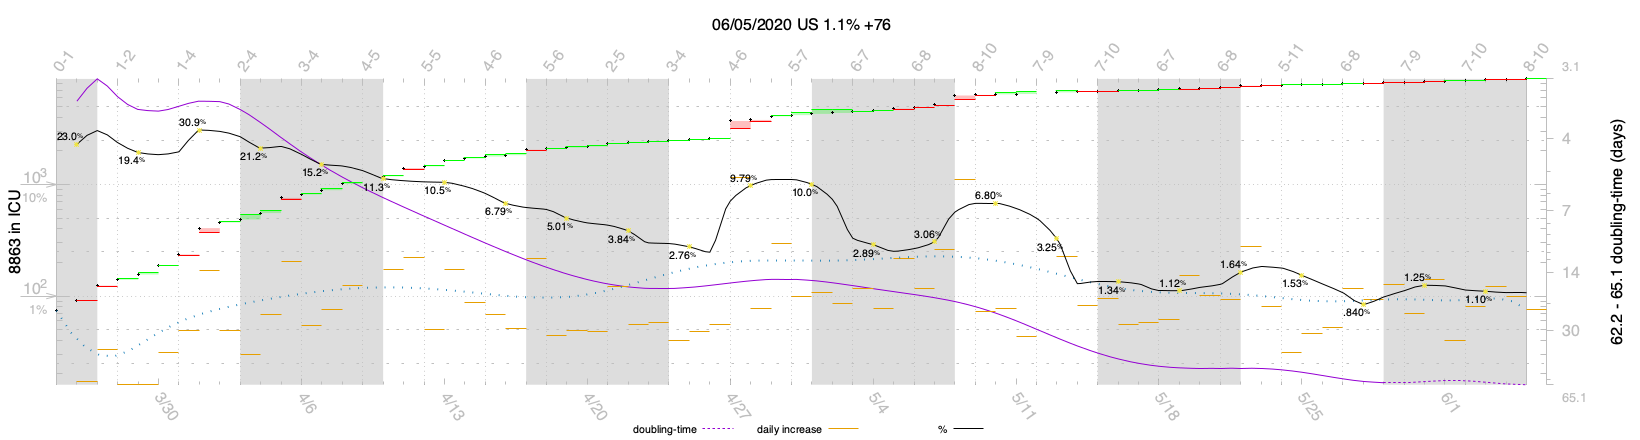 06/05/2020 US 1.1% +76
0-1 1-2 1-4 2-4 3-4 4-5 5-5 4-6 5-6 4-5 3-4 4-6 5-7 6-7 6-8 8-10 7-9 7-10 6-7 6-8 5-11 6-8 7-9 7-10 8-10
3.1
4
7
14
30
65.1
10³
10%
10²
1%
8863 in ICU
62.2 - 65.1 doubling-time (days)
23.0% 19.4% 30.9% 21.2% 15.2% 11.3% 10.5% 6.79% 5.01% 3.84% 2.76% 9.79% 10.0% 2.89% 3.06% 6.80% 3.25% 1.34% 1.12% 1.64% 1.53% .840% 1.25% 1.10%
3/30 4/6 4/13 4/20 4/27 5/4 5/11 5/18 5/25 6/1
doubling-time daily increase %